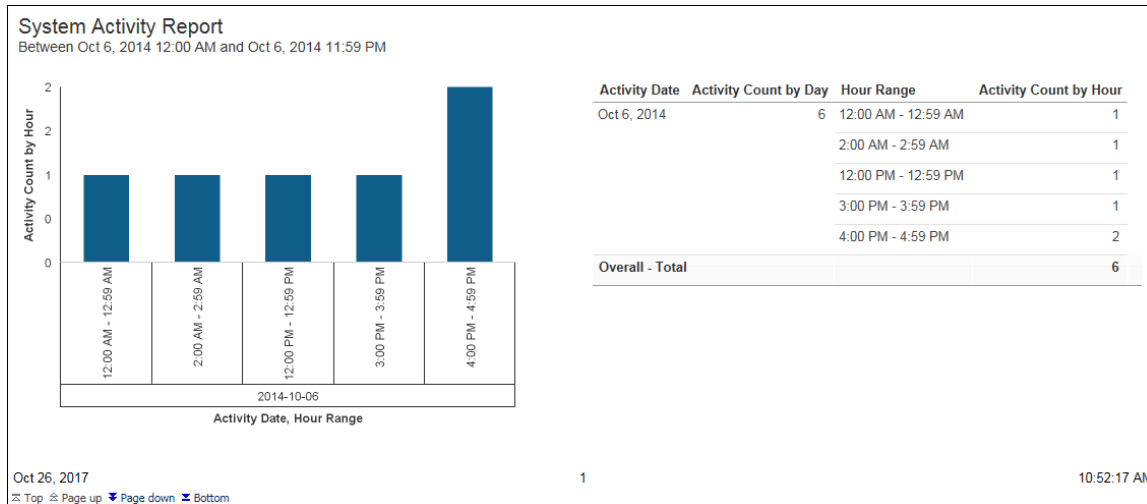 System Activity Report
Between Oct 6, 2014 12:00 AM and Oct 6, 2014 11:59 PM
Activity Count by Hour
2
2
1
0
0
12:00 AM - 12:59 AM
2:00 AM - 2:59 AM
12:00 PM - 12:59 PM
3:00 PM - 3:59 PM
4:00 PM - 4:59 PM
2014-10-06
Activity Date, Hour Range
Activity Date Activity Count by Day Hour Range Activity Count by Hour
Oct 6, 2014 6 12:00 AM - 12:59 AM 1
2:00 AM - 2:59 AM 1
12:00 PM - 12:59 PM 1
3:00 PM - 3:59 PM 1
4:00 PM - 4:59 PM 2
Overall - Total 6
Oct 26, 2017 1 10:52:17 AM
Top Page up Page down Bottom